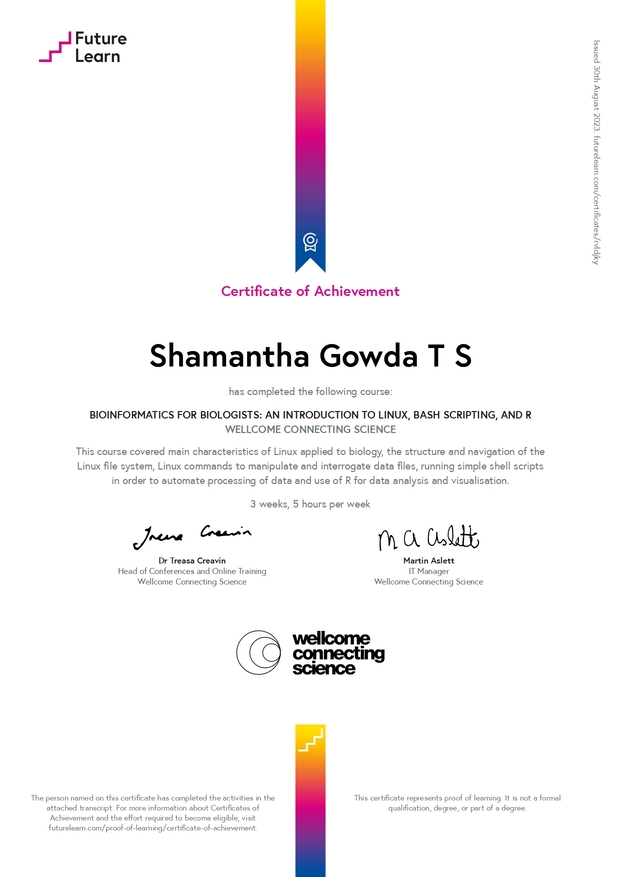 Future
Learn
Issued 30th August 2023 futurelearn.com/certificates/rvldjky
Certificate of Achievement
Shamantha Gowda T S
has completed the following course:
BIOINFORMATICS FOR BIOLOGISTS: AN INTRODUCTION TO LINUX, BASH SCRIPTING, AND R
WELLCOME CONNECTING SCIENCE
This course covered main characteristics of Linux applied to biology, the structure and navigation of the
Linux file system, Linux commands to manipulate and interrogate data files, running simple shell scripts
in order to automate processing of data and use of R for data analysis and visualisation.
3 weeks, 5 hours per week
Treasa Creavin
M A Aslett
Dr Treasa Creavin
Head of Conferences and Online Training
Wellcome Connecting Science
Martin Aslett
IT Manager
Wellcome Connecting Science
wellcome
connecting
science
The person named on this certificate has completed the activities in the
attached transcript. For more information about Certificates of
Achievement and the effort required to become eligible, visit
futurelearn.com/proof-of-learning/certificate-of-achievement.
This certificate represents proof of learning. It is not a formal
qualification, degree, or part of a degree.